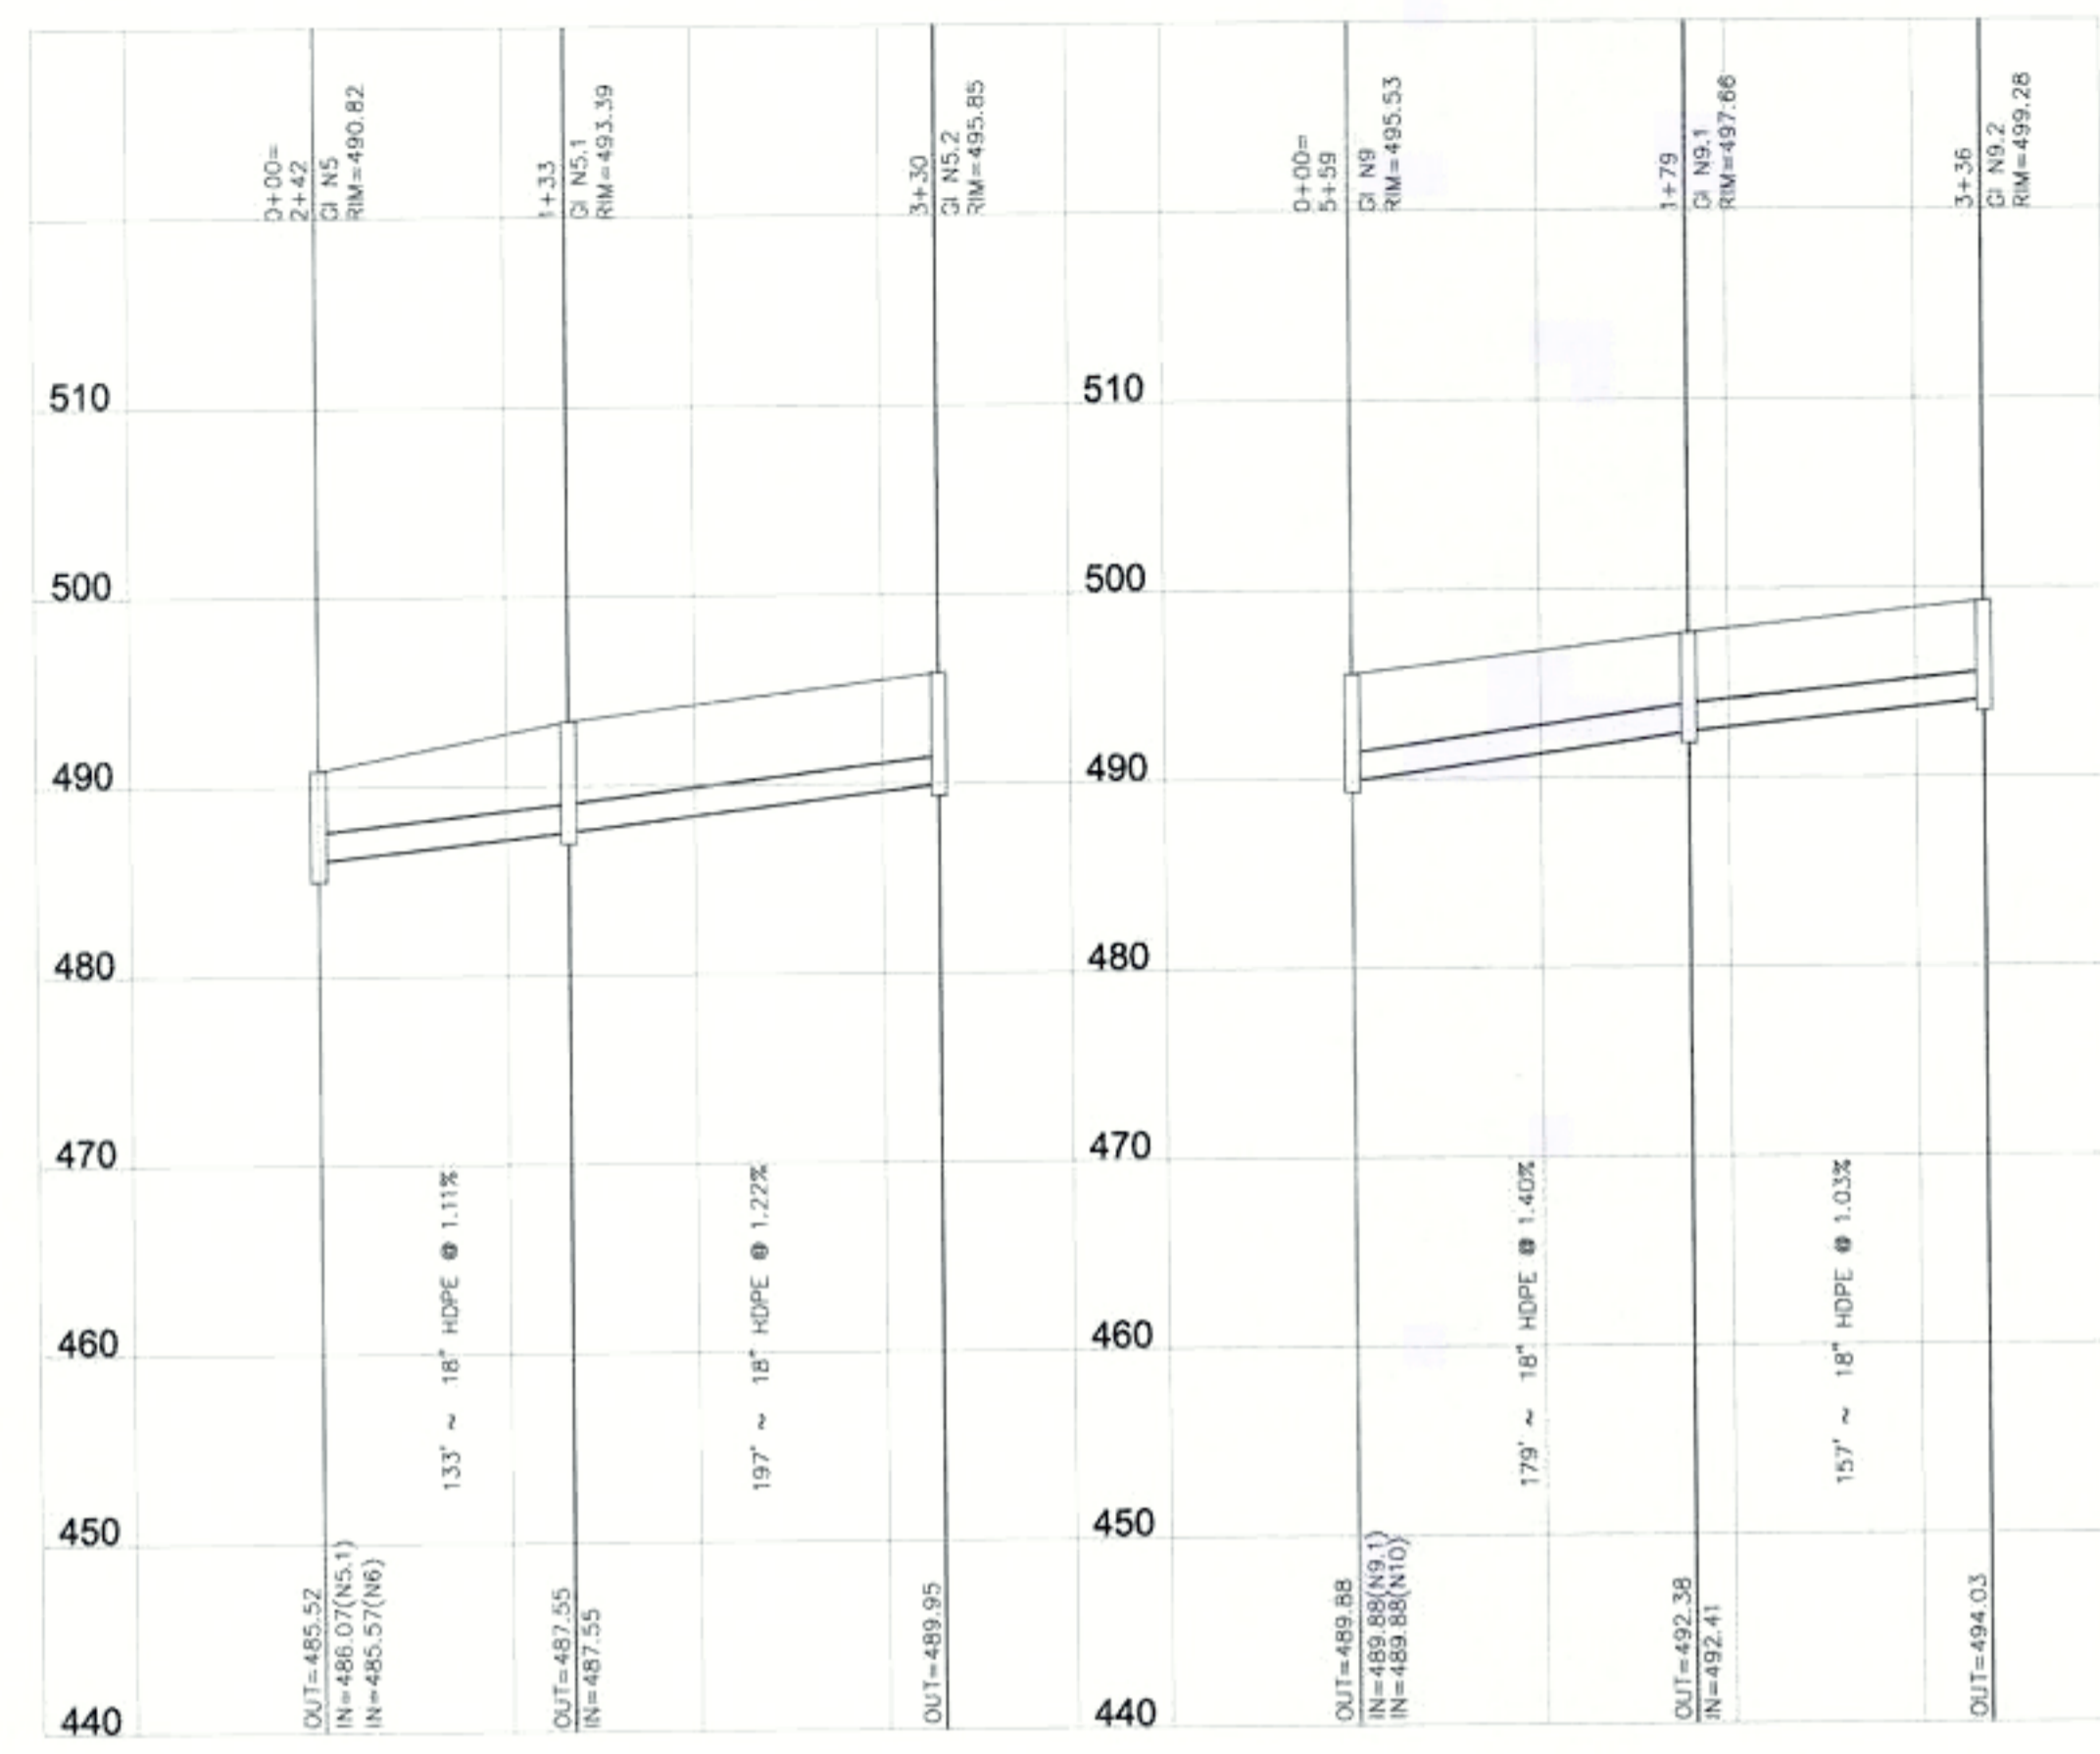 0+00=
2+42
GI N5
RIM=490.82
1+33
GI N5.1
RIM=493.39
3+30
GI N5.2
RIM=495.85
0+00=
5+59
GI N9
RIM=495.53
1+79
GI N9.1
RIM=497.66
3+36
GI N9.2
RIM=499.28
510
500
490
480
470
460
450
440
510
500
490
480
470
460
450
440
133' ~ 18" HDPE @ 1.11%
197' ~ 18" HDPE @ 1.22%
179' ~ 18" HDPE @ 1.40%
157' ~ 18" HDPE @ 1.03%
OUT=485.52
IN=486.07(N5.1)
IN=485.57(N6)
OUT=487.55
IN=487.55
OUT=489.95
OUT=489.88
IN=489.88(N9.1)
IN=489.88(N10)
OUT=492.38
IN=492.41
OUT=494.03